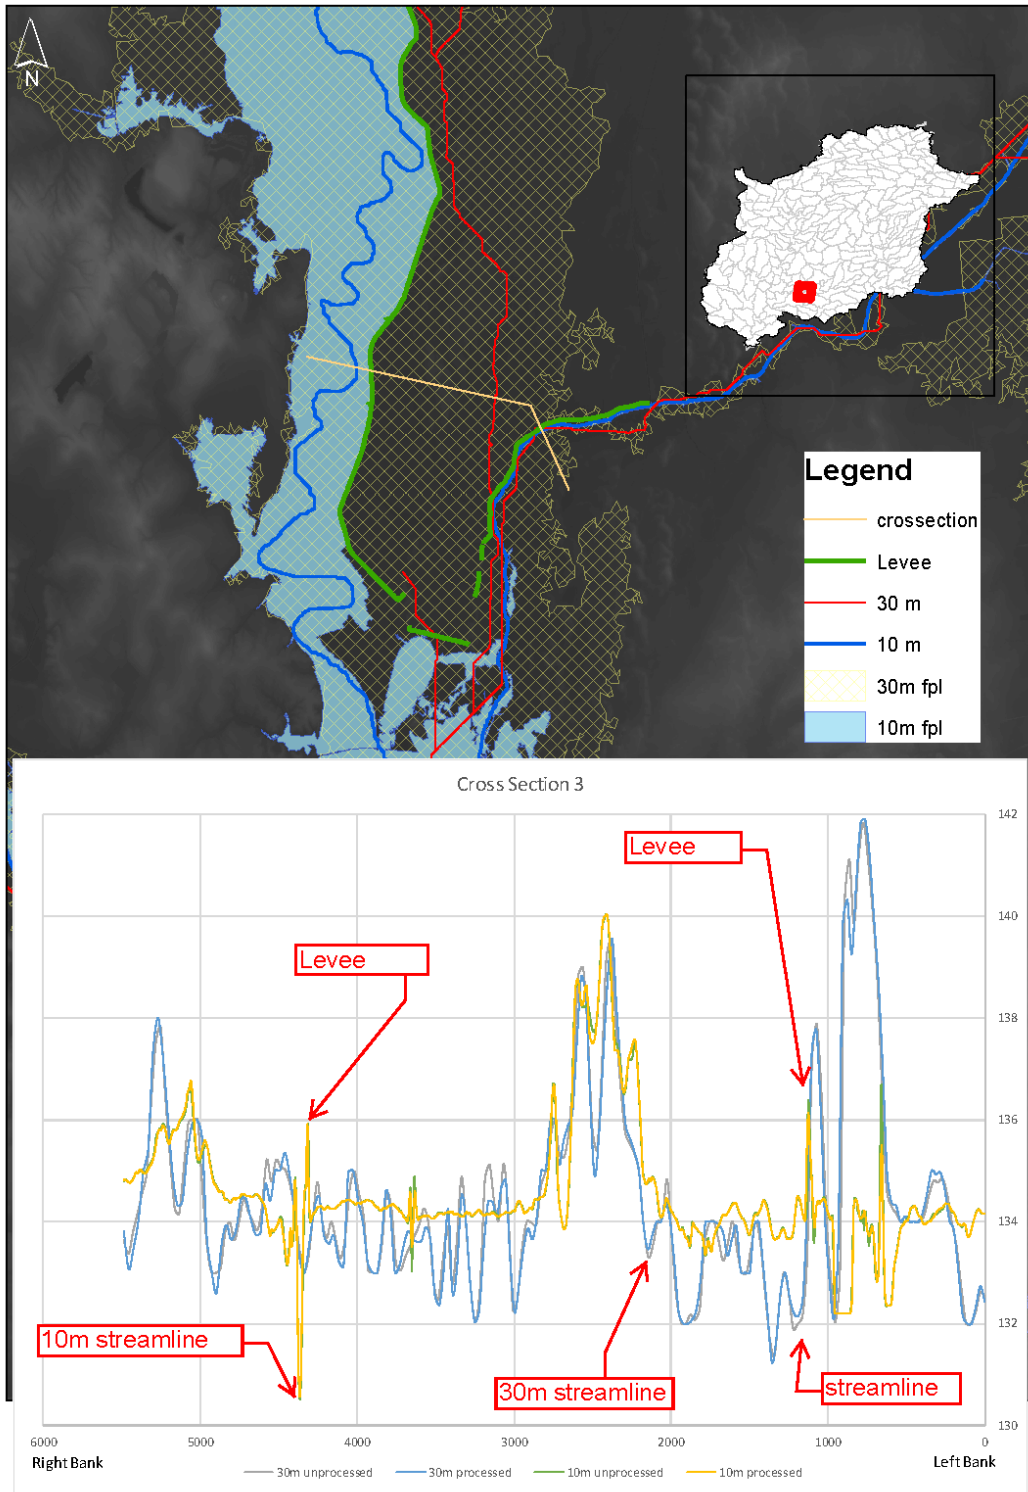 N
Legend
crossection
Levee
30 m
10 m
30m fpl
10m fpl
Cross Section 3
142
140
138
136
134
132
130
Levee
Levee
10m streamline
30m streamline
streamline
6000
5000
4000
3000
2000
1000
0
Right Bank
Left Bank
30m unprocessed
30m processed
10m unprocessed
10m processed